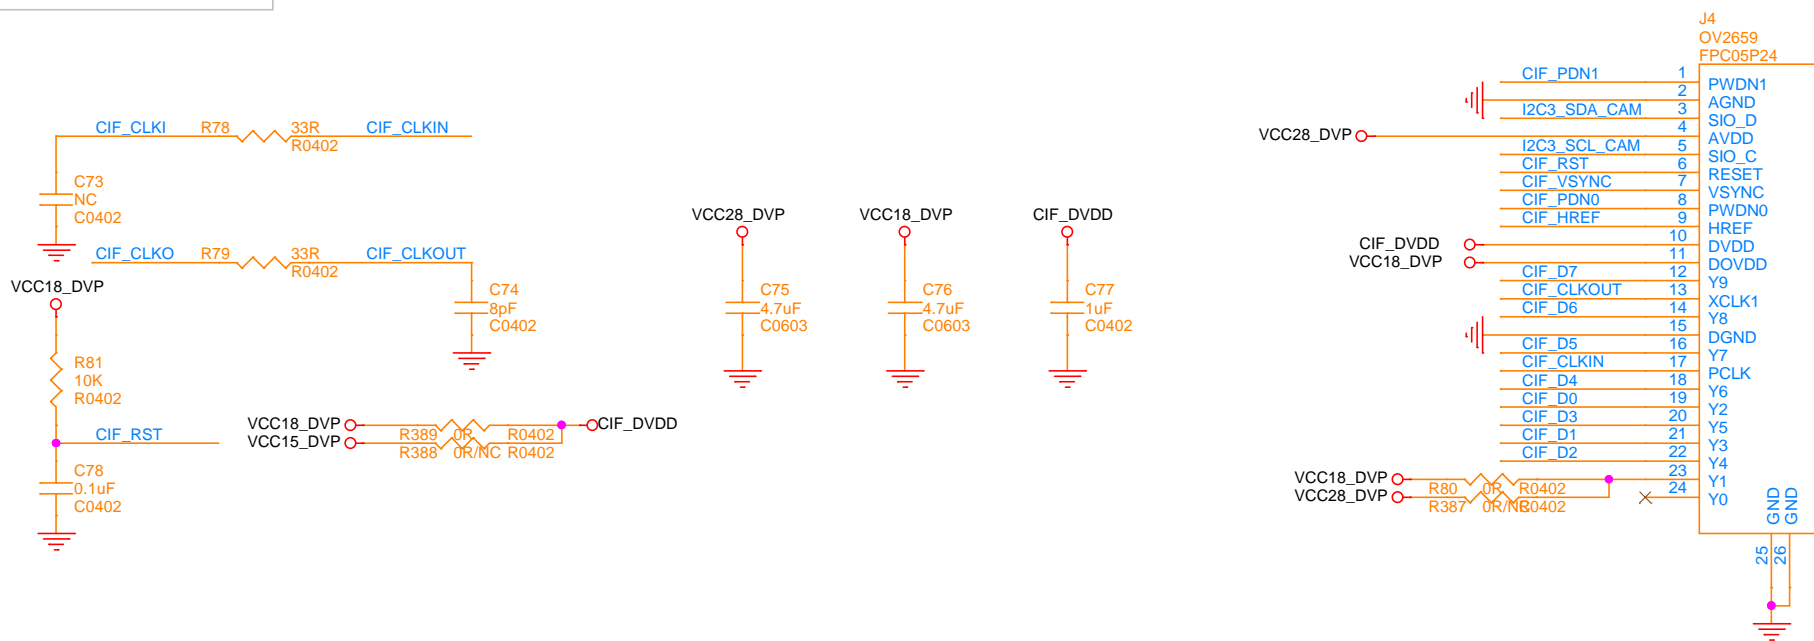 J4
OV2659
FPC05P24
CIF_PDN1 1 PWDN1
2 AGND
I2C3_SDA_CAM 3 SIO_D
VCC28_DVP 4 AVDD
I2C3_SCL_CAM 5 SIO_C
CIF_RST 6 RESET
CIF_VSYNC 7 VSYNC
CIF_PDN0 8 PWDN0
CIF_HREF 9 HREF
CIF_DVDD 10 DVDD
VCC18_DVP 11 DOVDD
CIF_D7 12 Y9
CIF_CLKOUT 13 XCLK1
CIF_D6 14 Y8
15 DGND
CIF_D5 16 Y7
CIF_CLKIN 17 PCLK
CIF_D4 18 Y6
CIF_D0 19 Y2
CIF_D3 20 Y5
CIF_D1 21 Y3
CIF_D2 22 Y4
23 Y1
24 Y0
VCC18_DVP
R80 0R R0402
VCC28_DVP
R387 0R/NC R0402
GND
GND
25
26
CIF_CLKI R78 33R CIF_CLKIN
R0402
C73
NC
C0402
CIF_CLKO R79 33R CIF_CLKOUT
R0402
C74
8pF
C0402
VCC18_DVP
R81
10K
R0402
CIF_RST
C78
0.1uF
C0402
VCC18_DVP CIF_DVDD
R389 0R R0402
VCC15_DVP
R388 0R/NC R0402
VCC28_DVP
C75
4.7uF
C0603
VCC18_DVP
C76
4.7uF
C0603
CIF_DVDD
C77
1uF
C0402